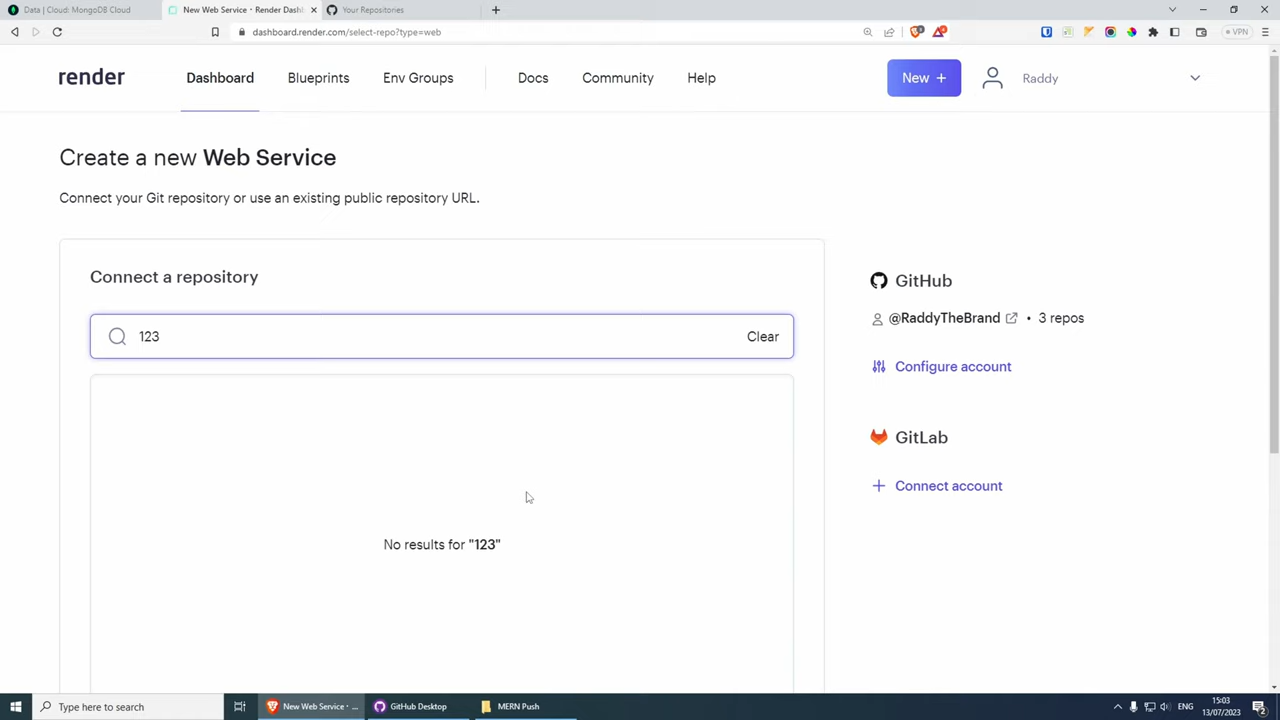 Data | Cloud: MongoDB Cloud
New Web Service · Render Dash
Your Repositories
dashboard.render.com/select-repo?type=web
VPN
render
Dashboard
Blueprints
Env Groups
Docs
Community
Help
New +
Raddy
Create a new Web Service
Connect your Git repository or use an existing public repository URL.
Connect a repository
123
Clear
No results for "123"
GitHub
@RaddyTheBrand • 3 repos
Configure account
GitLab
Connect account
Type here to search
New Web Service · ...
GitHub Desktop
MERN Push
ENG
15:03
13/07/2023
2